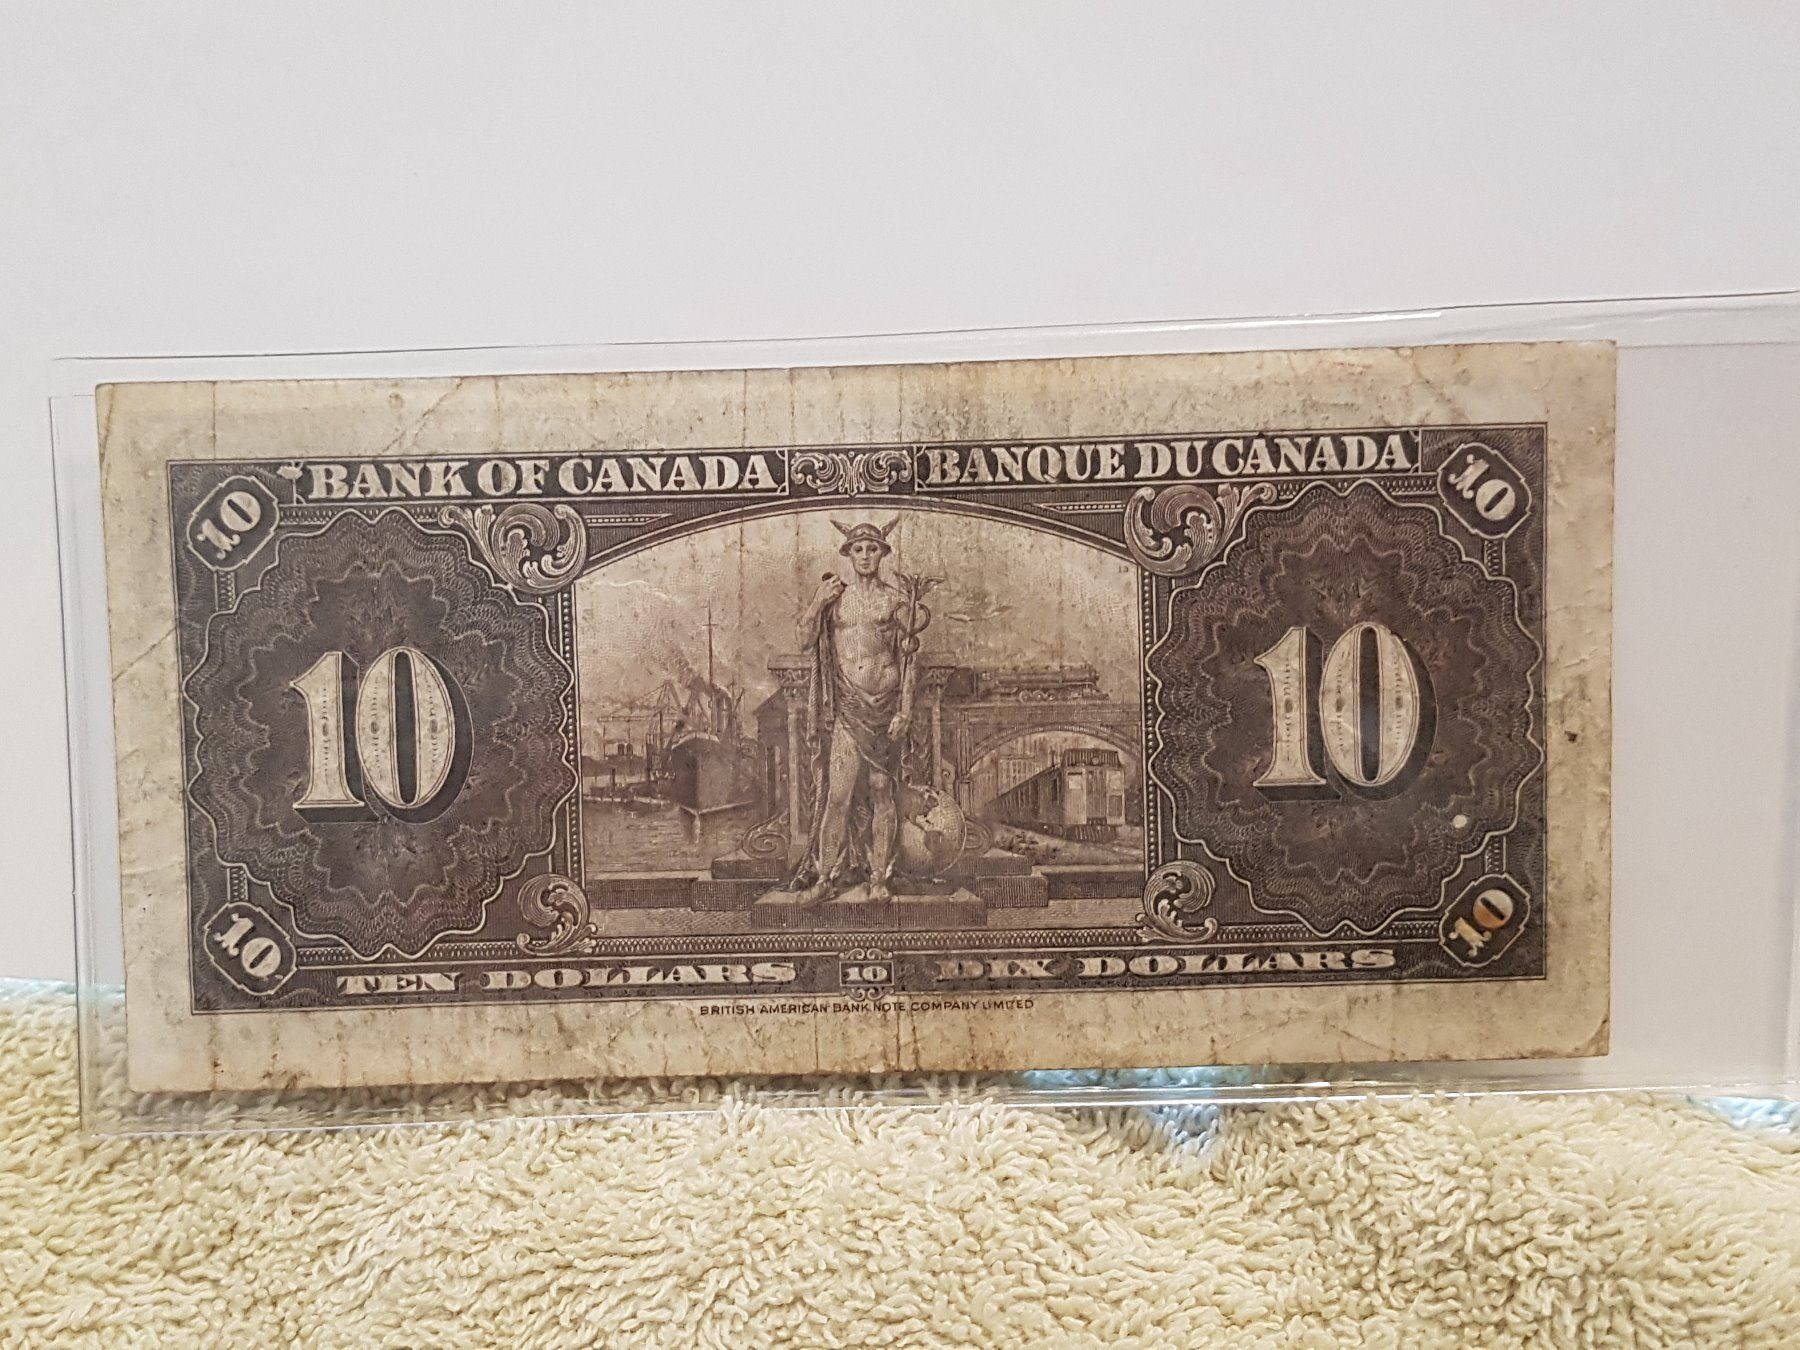 BANK OF CANADA BANQUE DU CANADA
10 10
13
10 10
10 10
TEN DOLLARS 10 DIX DOLLARS
BRITISH AMERICAN BANK NOTE COMPANY LIMITED